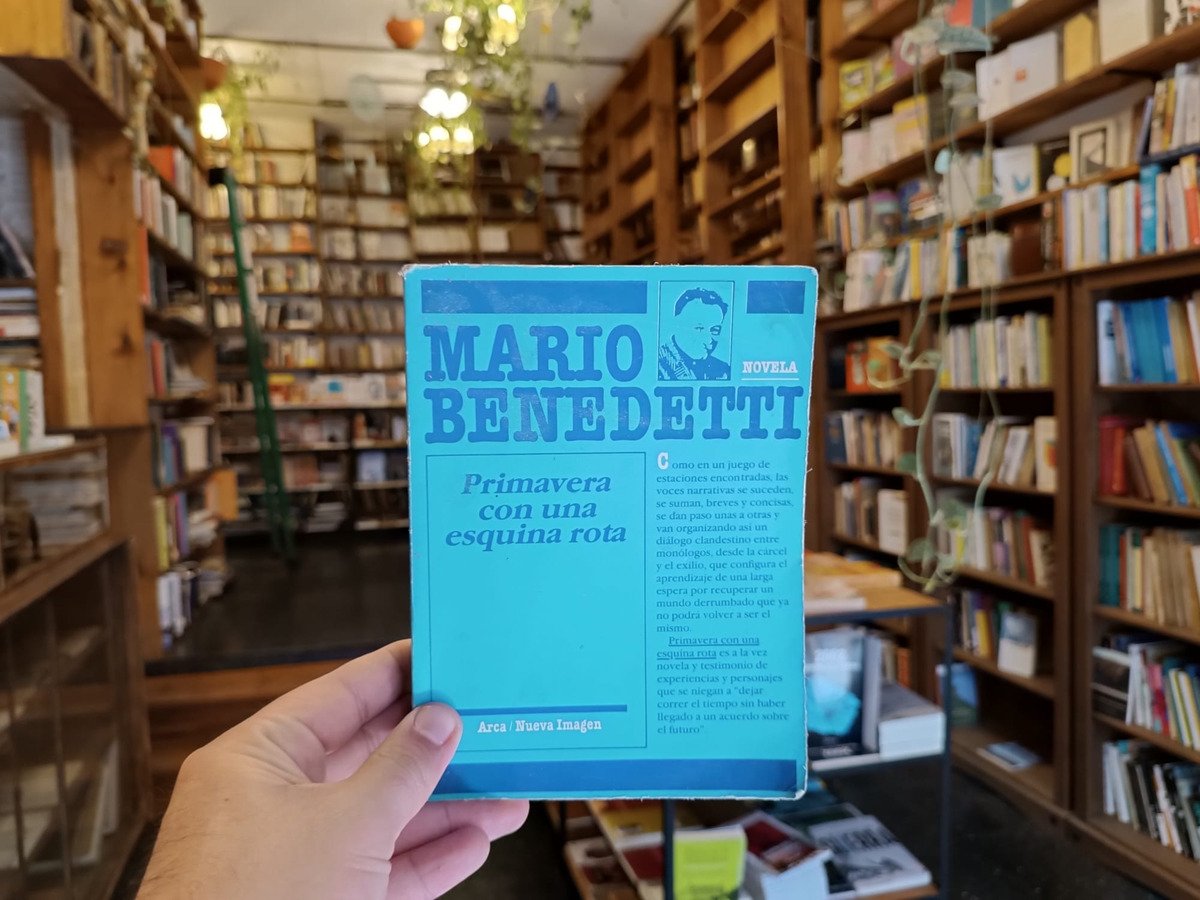 MARIO
BENEDETTI
NOVELA
Primavera
con una
esquina rota
Como en un juego de
estaciones encontradas, las
voces narrativas se suceden,
se suman, breves y concisas,
se dan paso unas a otras y
van organizando así un
diálogo clandestino entre
monólogos, desde la cárcel
y el exilio, que configura el
aprendizaje de una larga
espera por recuperar un
mundo derrumbado que ya
no podrá volver a ser el
mismo.
Primavera con una
esquina rota es a la vez
novela y testimonio de
experiencias y personajes
que se niegan a "dejar
correr el tiempo sin haber
llegado a un acuerdo sobre
el futuro".
Arca / Nueva Imagen